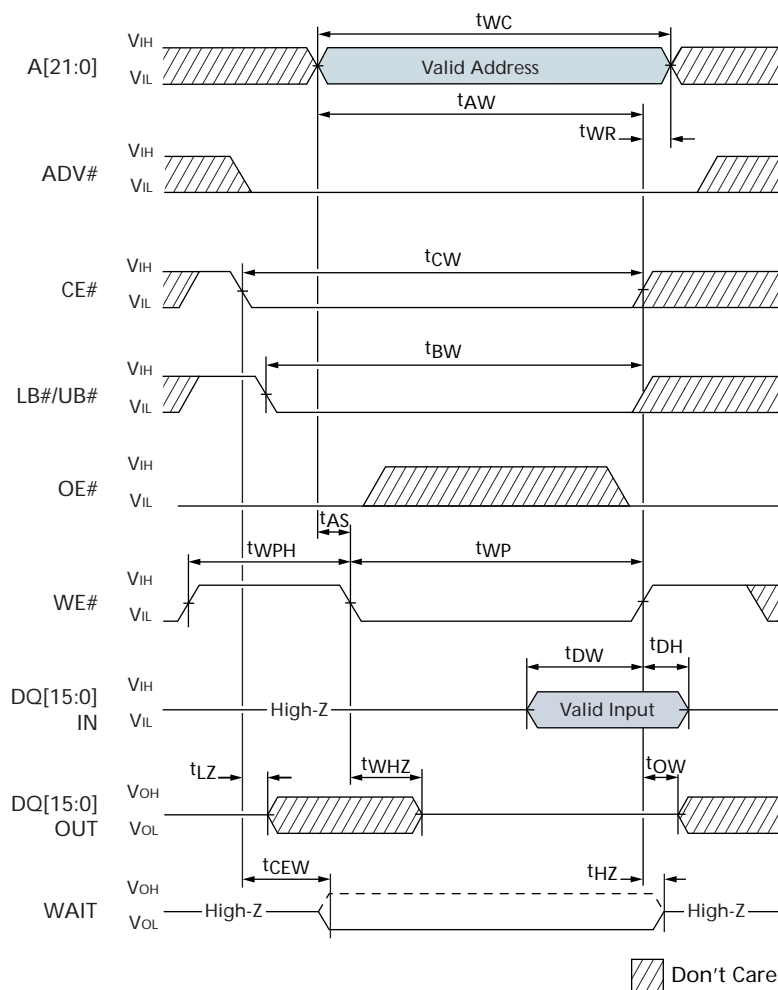 tWC
VIH
A[21:0]
Valid Address
VIL
tAW
tWR
VIH
ADV#
VIL
tCW
VIH
CE#
VIL
tBW
VIH
LB#/UB#
VIL
VIH
OE#
VIL
tAS
tWPH
tWP
VIH
WE#
VIL
tDW
tDH
VIH
DQ[15:0]
IN
High-Z
Valid Input
VIL
tLZ
tWHZ
tOW
VOH
DQ[15:0]
OUT
VOL
tCEW
tHZ
VOH
WAIT
High-Z
High-Z
VOL
Don't Care